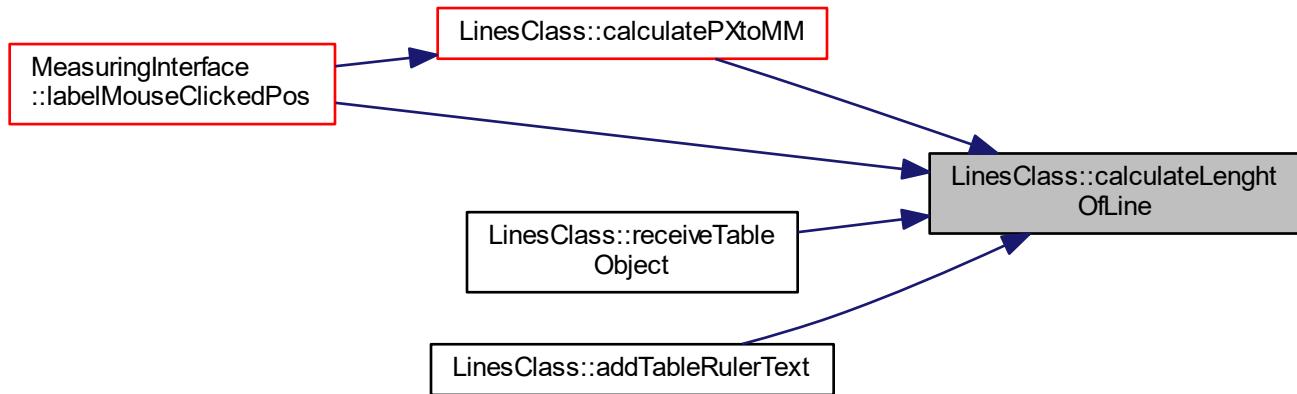 LinesClass::calculatePXtoMM
MeasuringInterface
::labelMouseClickedPos
LinesClass::calculateLenght
OfLine
LinesClass::receiveTable
Object
LinesClass::addTableRulerText